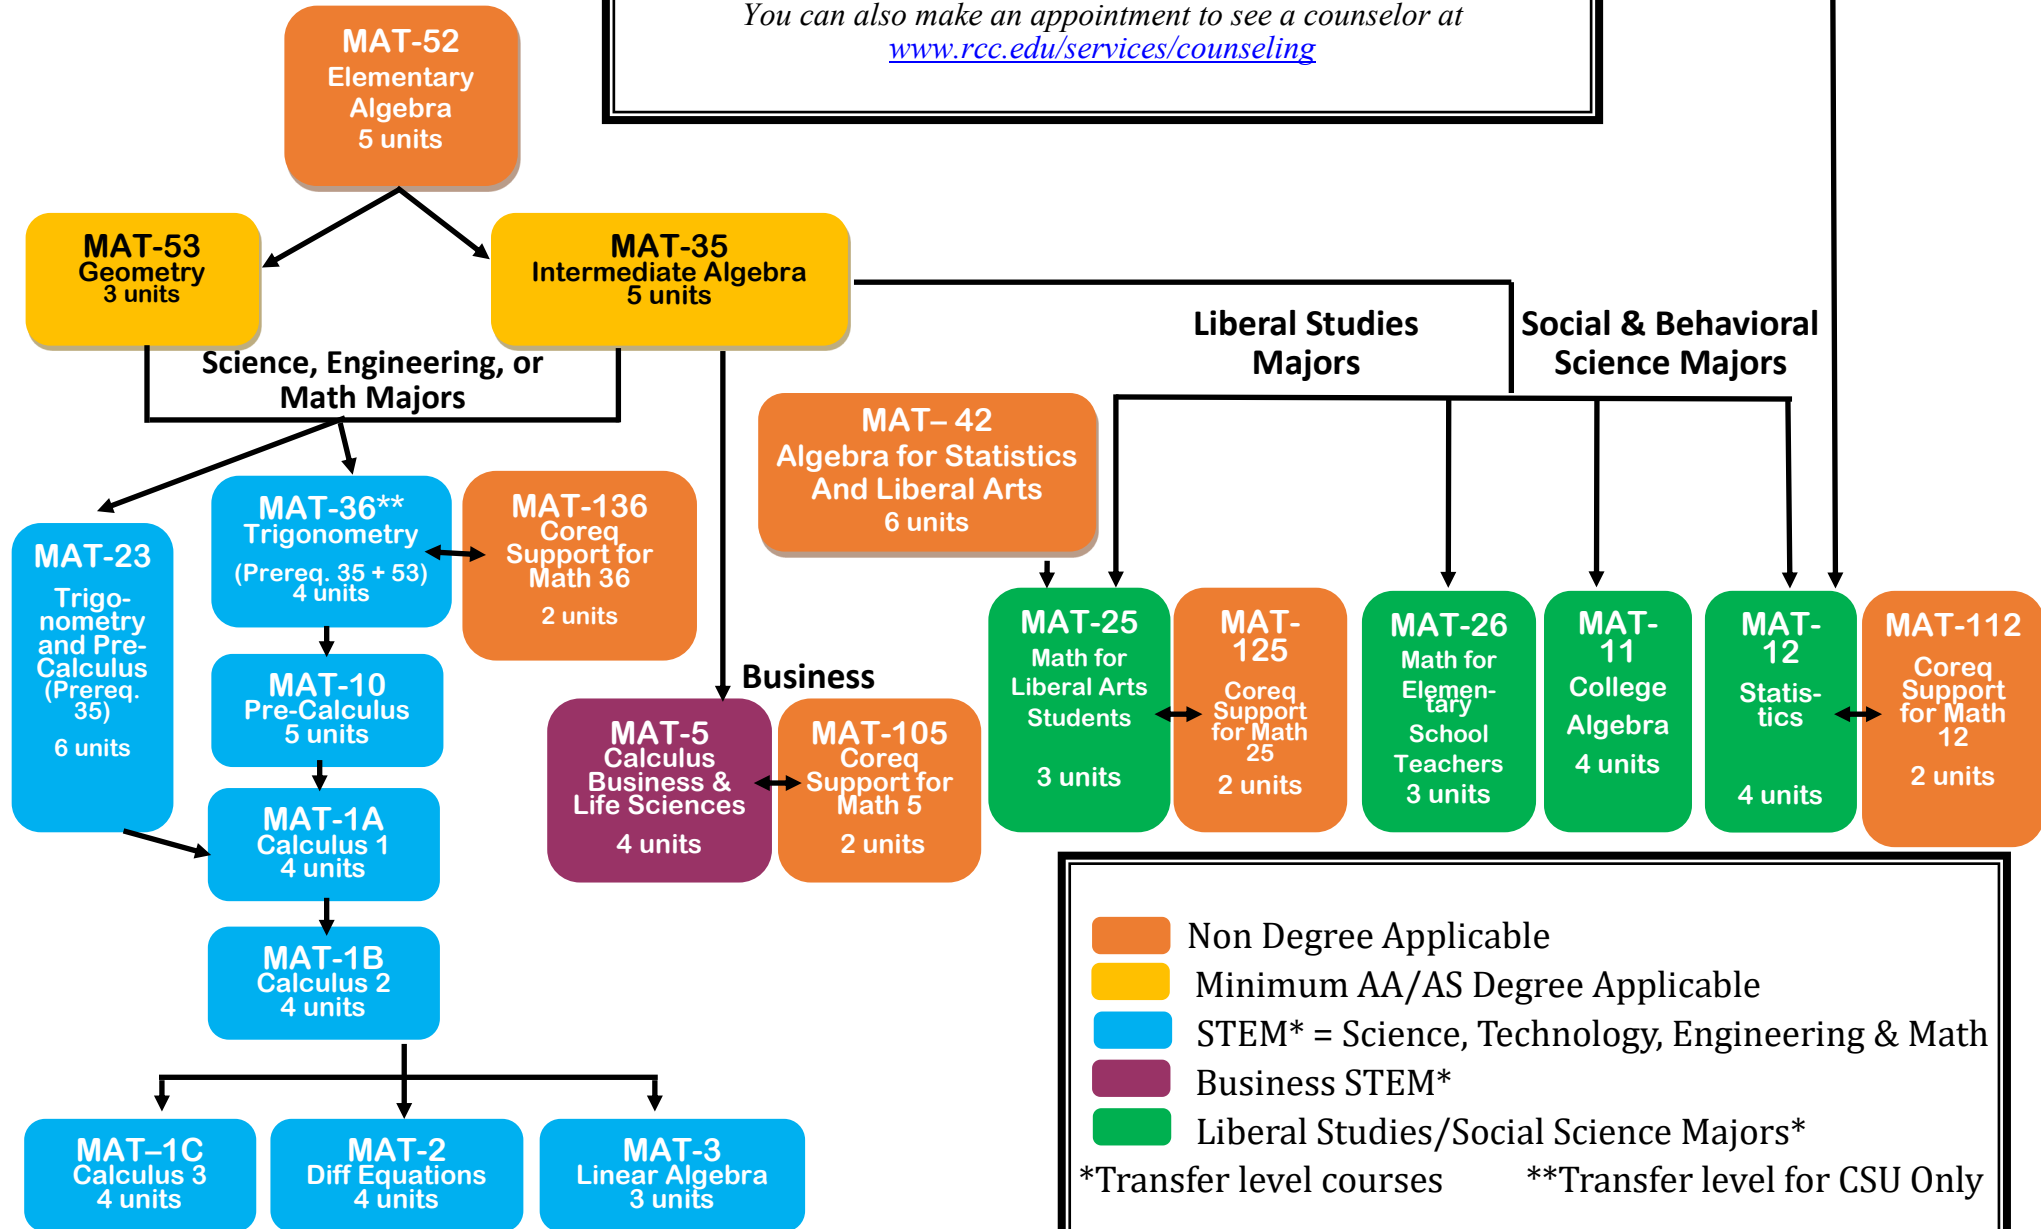 You can also make an appointment to see a counselor at
www.rcc.edu/services/counseling
MAT-52
Elementary
Algebra
5 units
MAT-53
Geometry
3 units
MAT-35
Intermediate Algebra
5 units
Science, Engineering, or
Math Majors
Liberal Studies
Majors
Social & Behavioral
Science Majors
MAT– 42
Algebra for Statistics
And Liberal Arts
6 units
MAT-23
Trigo-
nometry
and Pre-
Calculus
(Prereq.
35)
6 units
MAT-36**
Trigonometry
(Prereq. 35 + 53)
4 units
MAT-136
Coreq
Support for
Math 36
2 units
MAT-10
Pre-Calculus
5 units
MAT-1A
Calculus 1
4 units
MAT-1B
Calculus 2
4 units
MAT–1C
Calculus 3
4 units
MAT-2
Diff Equations
4 units
MAT-3
Linear Algebra
3 units
Business
MAT-5
Calculus
Business &
Life Sciences
4 units
MAT-105
Coreq
Support for
Math 5
2 units
MAT-25
Math for
Liberal Arts
Students
3 units
MAT-
125
Coreq
Support
for Math
25
2 units
MAT-26
Math for
Elemen-
tary
School
Teachers
3 units
MAT-
11
College
Algebra
4 units
MAT-
12
Statis-
tics
4 units
MAT-112
Coreq
Support
for Math
12
2 units
Non Degree Applicable
Minimum AA/AS Degree Applicable
STEM* = Science, Technology, Engineering & Math
Business STEM*
Liberal Studies/Social Science Majors*
*Transfer level courses **Transfer level for CSU Only